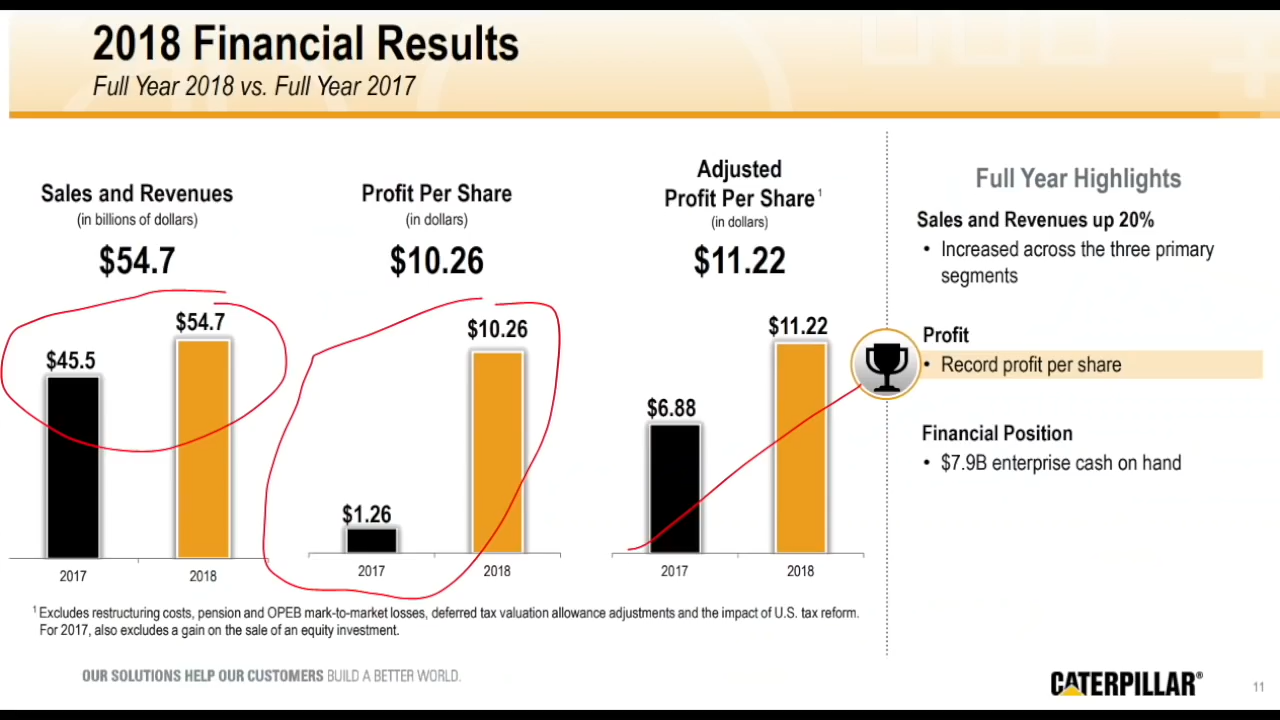 2018 Financial Results
Full Year 2018 vs. Full Year 2017
Sales and Revenues
(in billions of dollars)
$54.7
$54.7
$45.5
2017 2018
Profit Per Share
(in dollars)
$10.26
$10.26
$1.26
2017 2018
Adjusted
Profit Per Share 1
(in dollars)
$11.22
$11.22
$6.88
2017 2018
Full Year Highlights
Sales and Revenues up 20%
• Increased across the three primary
segments
Profit
• Record profit per share
Financial Position
• $7.9B enterprise cash on hand
1 Excludes restructuring costs, pension and OPEB mark-to-market losses, deferred tax valuation allowance adjustments and the impact of U.S. tax reform.
For 2017, also excludes a gain on the sale of an equity investment.
OUR SOLUTIONS HELP OUR CUSTOMERS BUILD A BETTER WORLD.
CATERPILLAR®
11